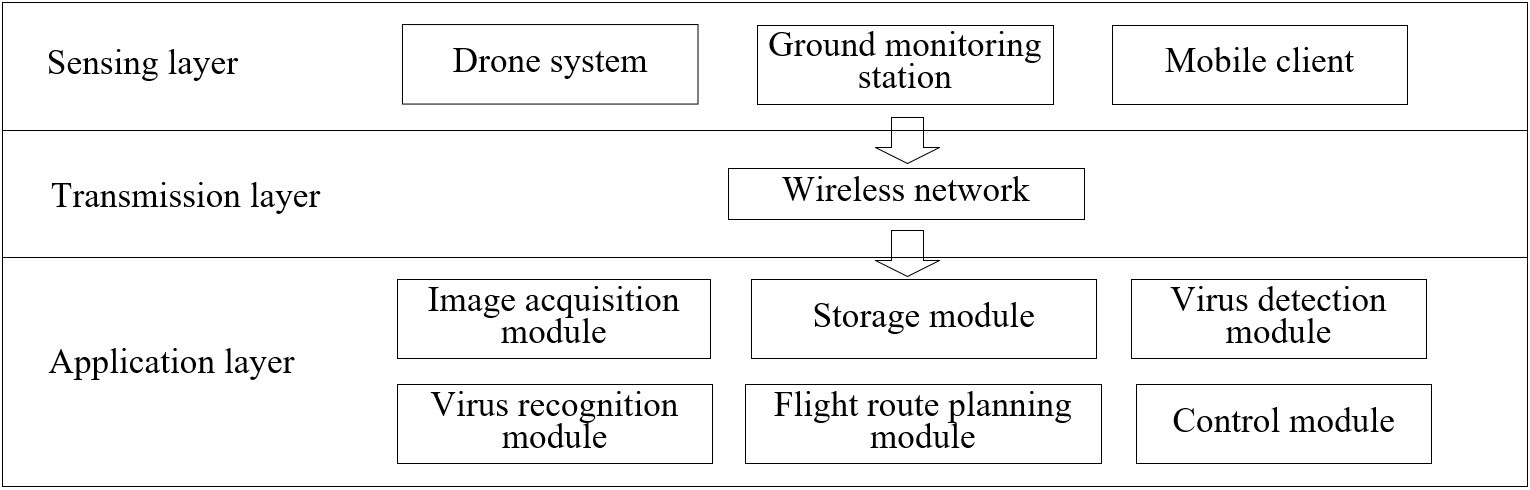 Sensing layer
Drone system
Ground monitoring
station
Mobile client
Transmission layer
Wireless network
Application layer
Image acquisition
module
Storage module
Virus detection
module
Virus recognition
module
Flight route planning
module
Control module